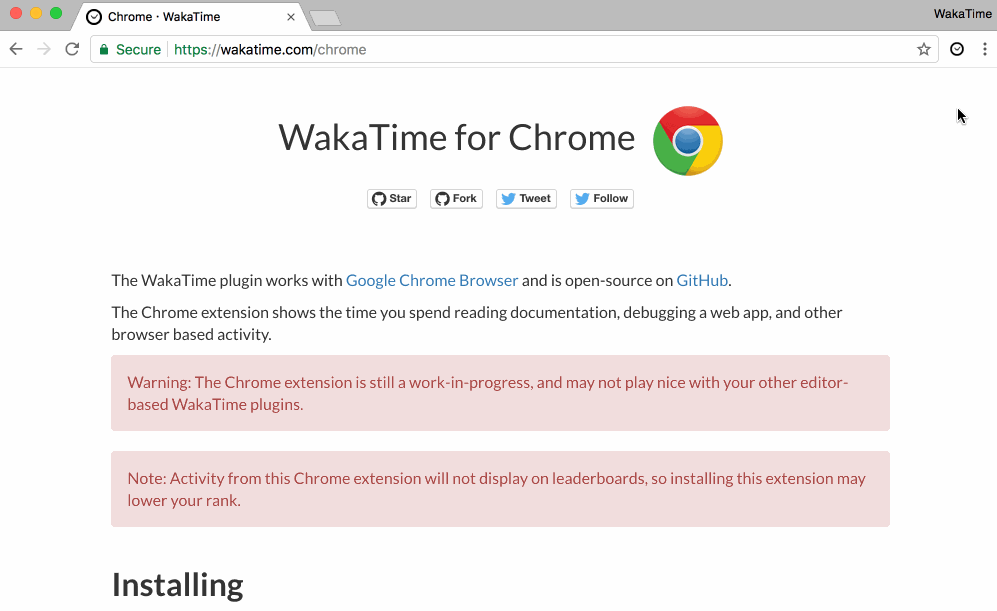 Chrome · WakaTime
WakaTime
Secure https://wakatime.com/chrome
WakaTime for Chrome
Star Fork Tweet Follow
The WakaTime plugin works with Google Chrome Browser and is open-source on GitHub.
The Chrome extension shows the time you spend reading documentation, debugging a web app, and other
browser based activity.
Warning: The Chrome extension is still a work-in-progress, and may not play nice with your other editor-
based WakaTime plugins.
Note: Activity from this Chrome extension will not display on leaderboards, so installing this extension may
lower your rank.
Installing